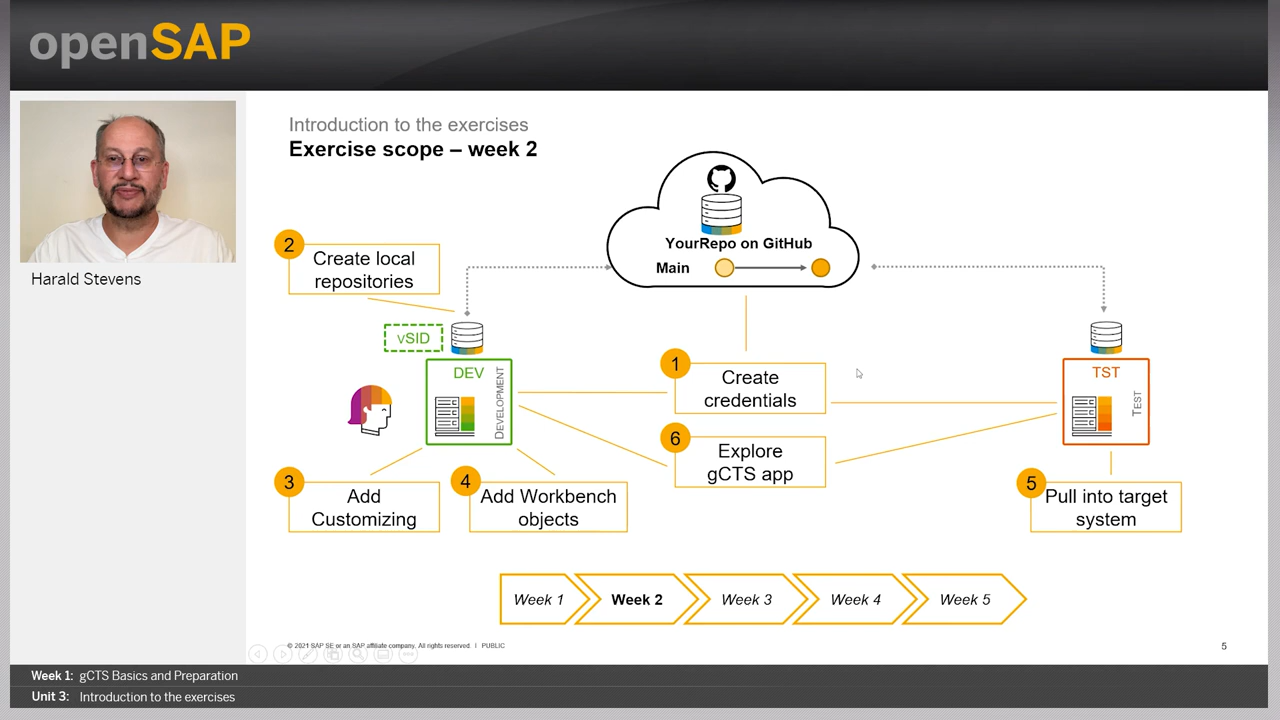 openSAP
Introduction to the exercises
Exercise scope – week 2
YourRepo on GitHub
Main
2
Create local
repositories
vSID
DEV
DEVELOPMENT
1
Create
credentials
TST
TEST
6
Explore
gCTS app
3
Add
Customizing
4
Add Workbench
objects
5
Pull into target
system
Week 1
Week 2
Week 3
Week 4
Week 5
© 2021 SAP SE or an SAP affiliate company. All rights reserved. I PUBLIC
5
Harald Stevens
Week 1: gCTS Basics and Preparation
Unit 3: Introduction to the exercises